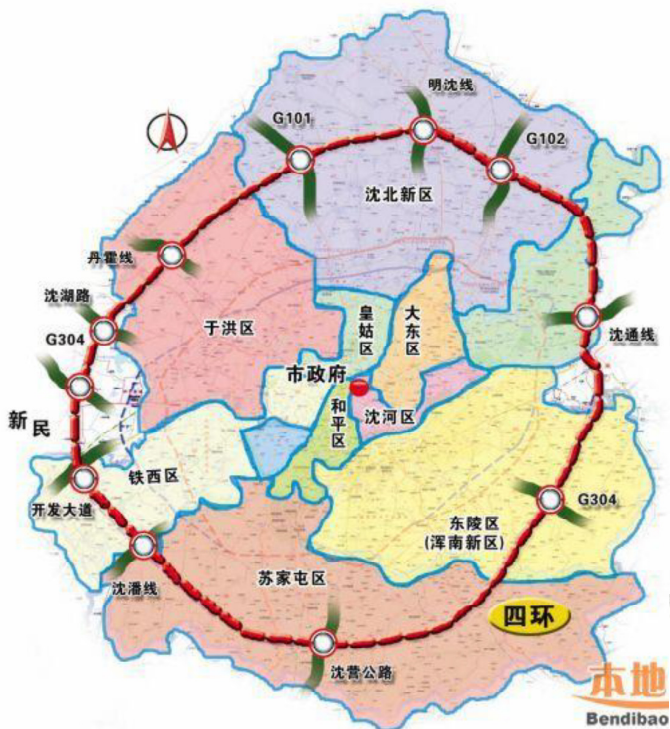 明沈线
G101
G102
沈北新区
丹霍线
沈湖路
G304
于洪区
皇姑区
大东区
沈通线
市政府
和平区
沈河区
新民
铁西区
开发大道
G304
东陵区
(浑南新区)
沈潘线
苏家屯区
四环
沈营公路
本地
Bendibao